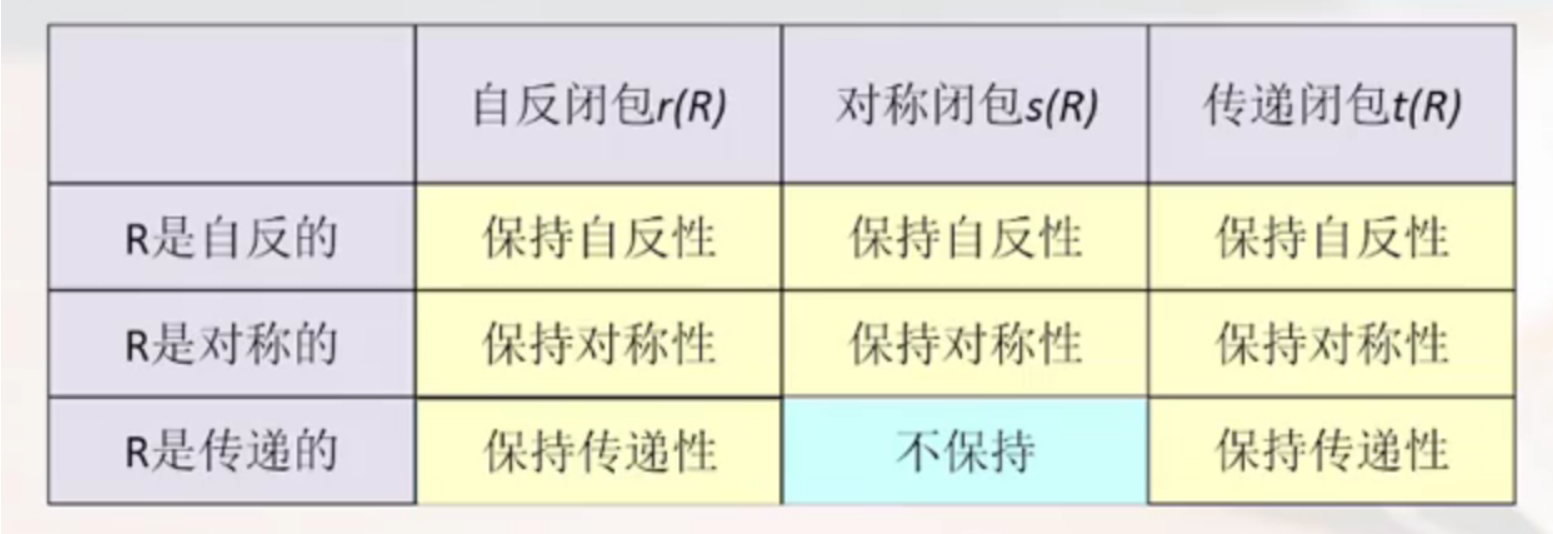 自反闭包r(R) 对称闭包s(R) 传递闭包t(R)
R是自反的 保持自反性 保持自反性 保持自反性
R是对称的 保持对称性 保持对称性 保持对称性
R是传递的 保持传递性 不保持 保持传递性